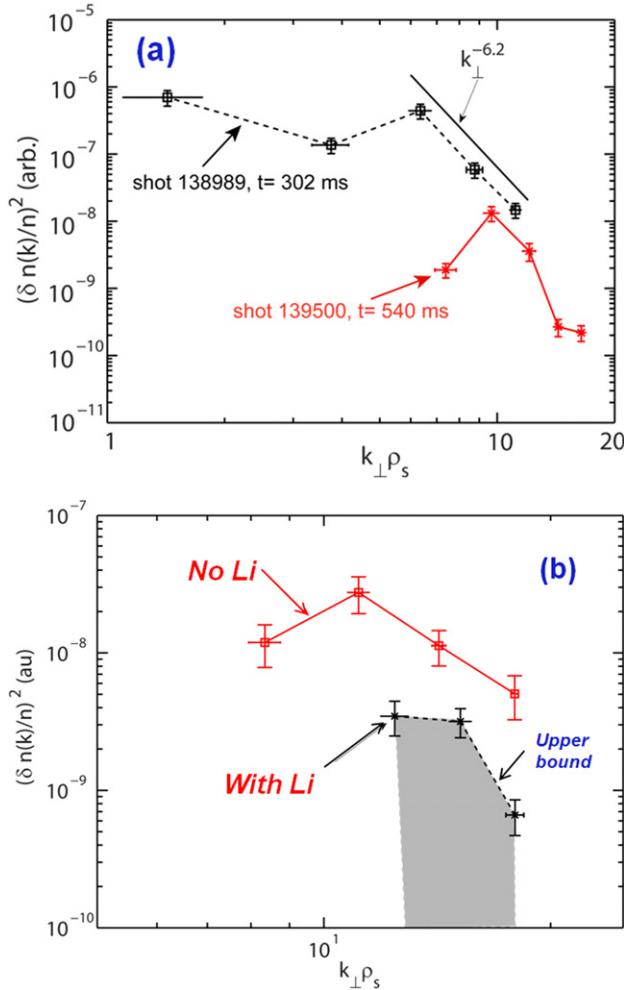 10⁻⁵
(a)
k⊥^-6.2
10⁻⁶
10⁻⁷
shot 138989, t= 302 ms
10⁻⁸
10⁻⁹
shot 139500, t= 540 ms
10⁻¹⁰
10⁻¹¹
(δ n(k)/n)² (arb.)
1 10 20
k⊥ρs
10⁻⁷
(b)
No Li
10⁻⁸
(δ n(k)/n)² (au)
Upper
bound
With Li
10⁻⁹
10⁻¹⁰
10¹
k⊥ρs